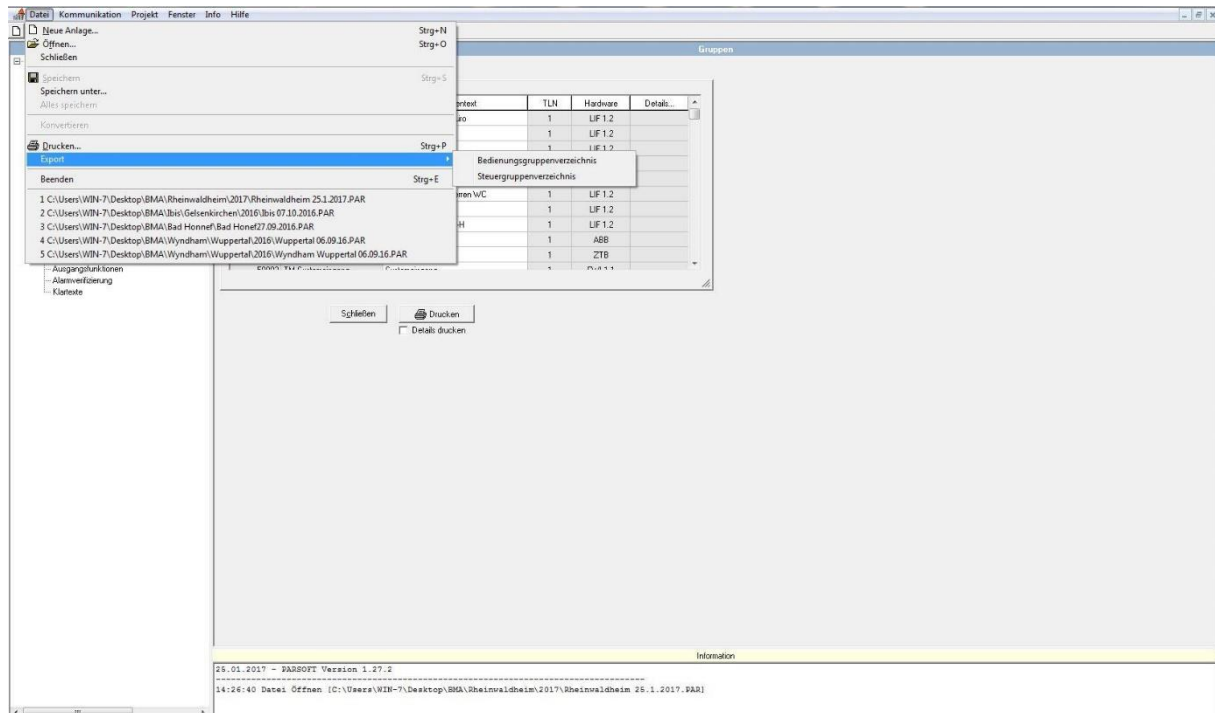 Datei Kommunikation Projekt Fenster Info Hilfe
Neue Anlage... Strg+N
Öffnen... Strg+O
Schließen
Speichern Strg+S
Speichern unter...
Alles speichern
Konvertieren
Drucken... Strg+P
Export
Beenden Strg+E
1 C:\Users\WIN-7\Desktop\BMA\Rheinwaldheim\2017\Rheinwaldheim 25.1.2017.PAR
2 C:\Users\WIN-7\Desktop\BMA\Ibis\Gelsenkirchen\2016\Ibis 07.10.2016.PAR
3 C:\Users\WIN-7\Desktop\BMA\Bad Honnef\Bad Honef27.09.2016.PAR
4 C:\Users\WIN-7\Desktop\BMA\Wyndham\Wuppertal\2016\Wuppertal 06.09.16.PAR
5 C:\Users\WIN-7\Desktop\BMA\Wyndham\Wuppertal\2016\Wyndham Wuppertal 06.09.16.PAR
Bedienungsgruppenverzeichnis
Steuergruppenverzeichnis
Gruppen
TLN Hardware Details...
1 LIF 1.2
1 LIF 1.2
1 LIF 1.2
WC 1 LIF 1.2
1 LIF 1.2
1 LIF 1.2
1 ABB
1 ZTB
Ausgangsfunktionen
Alarmverifizierung
Klartexte
Schließen Drucken
Details drucken
Information
25.01.2017 - PARSOFT Version 1.27.2
14:26:40 Datei Öffnen [C:\Users\WIN-7\Desktop\BMA\Rheinwaldheim\2017\Rheinwaldheim 25.1.2017.PAR]